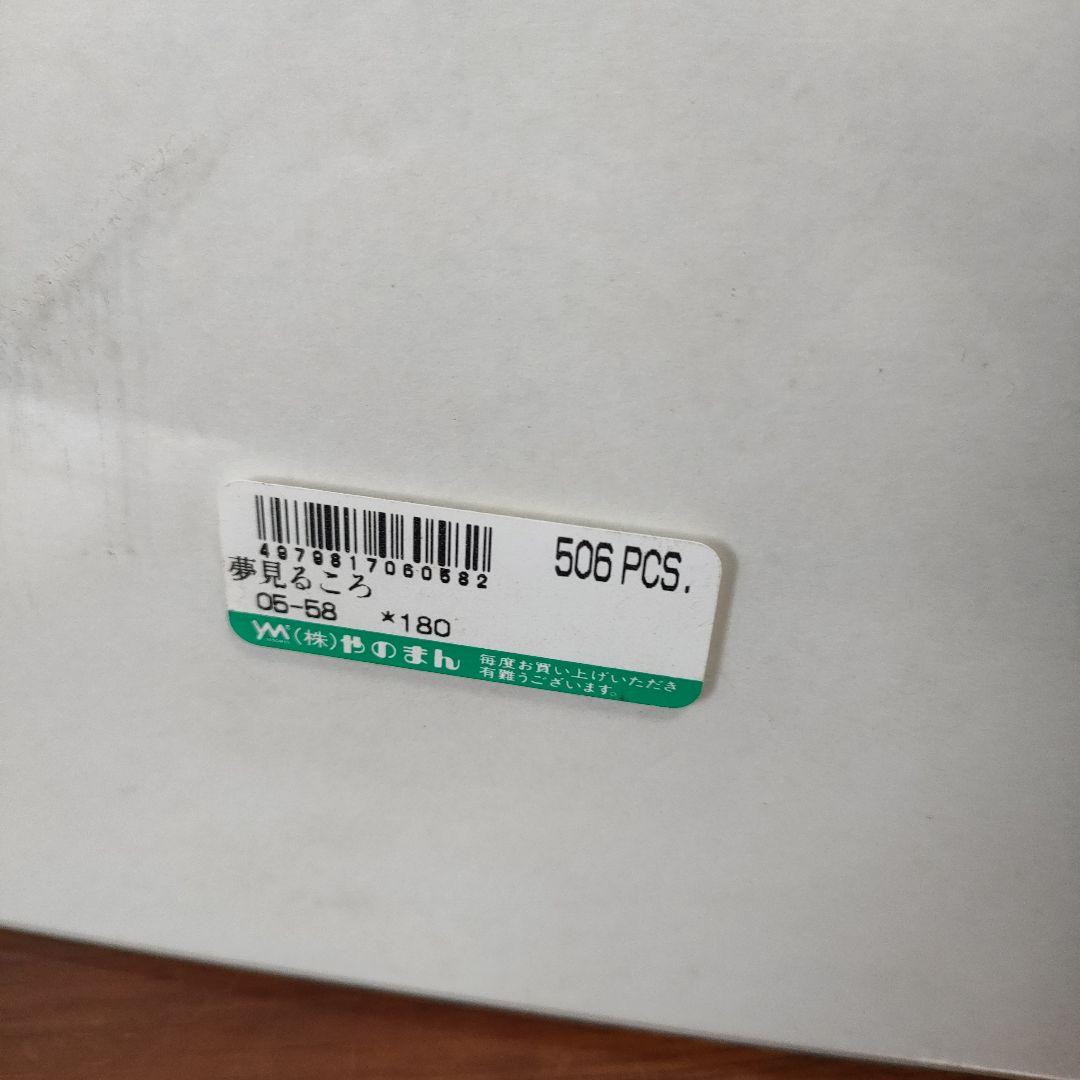 4979817060582
506 PCS.
夢見るころ
05-58 *180
YM (株)やのまん
毎度お買い上げいただき
有難うございます。